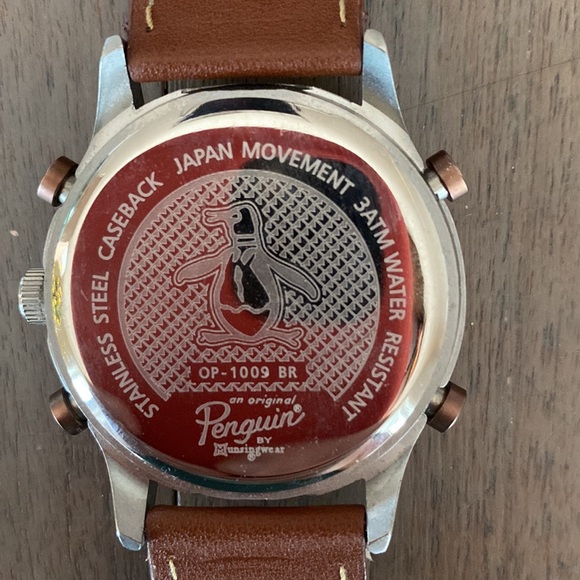 STAINLESS STEEL CASEBACK JAPAN MOVEMENT 3ATM WATER RESISTANT
OP-1009 BR
an original
Penguin®
BY
Munsingwear
®